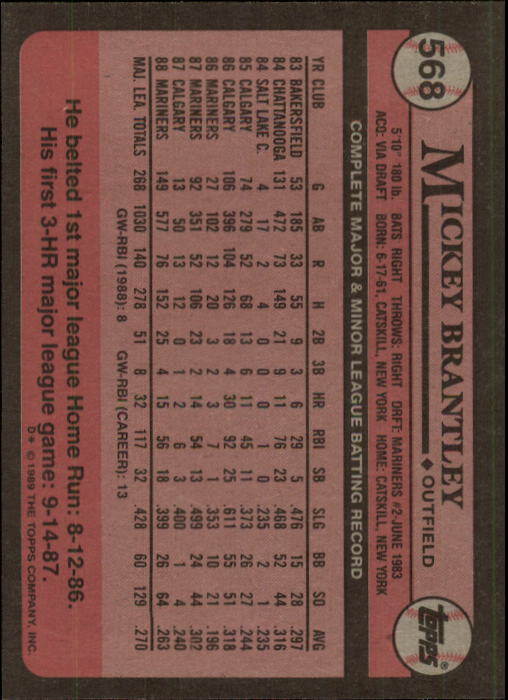 568
MICKEY BRANTLEY ♦ OUTFIELD
topps
5'10" 180 lb. BATS RIGHT THROWS: RIGHT DRFT: MARINERS #2-JUNE 1983
ACQ: VIA DRAFT BORN: 6-17-61, CATSKILL, NEW YORK HOME: CATSKILL, NEW YORK
COMPLETE MAJOR & MINOR LEAGUE BATTING RECORD
YR CLUB G AB R H 2B 3B HR RBI SB SLG BB SO AVG
83 BAKERSFIELD 53 185 33 55 9 3 6 29 5 .476 15 28 .297
84 CHATTANOOGA 131 472 73 149 21 9 11 76 23 .468 52 44 .316
84 SALT LAKE C. 4 17 2 4 0 0 0 1 0 .235 2 1 .235
85 CALGARY 74 279 52 68 13 6 11 45 11 .373 26 27 .244
86 CALGARY 106 396 104 126 18 4 30 92 25 .611 55 51 .318
86 MARINERS 27 102 12 20 3 2 3 7 1 .353 10 21 .196
87 MARINERS 92 351 52 106 23 2 14 54 13 .499 24 44 .302
87 CALGARY 13 50 13 12 0 1 2 6 3 .400 1 4 .240
88 MARINERS 149 577 76 152 25 4 15 56 18 .399 26 64 .263
MAJ. LEA. TOTALS 268 1030 140 278 51 8 32 117 32 .428 60 129 .270
GW-RBI (1988): 8 GW-RBI (CAREER): 13
He belted 1st major league Home Run: 8-12-86.
His first 3-HR major league game: 9-14-87.
D* © 1989 THE TOPPS COMPANY, INC.